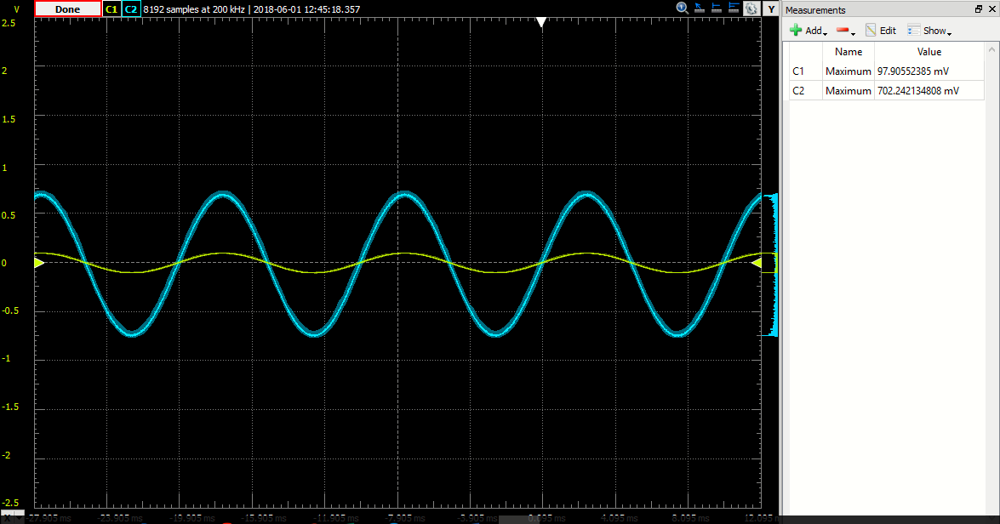 V Done C1 C2 8192 samples at 200 kHz | 2018-06-01 12:45:18.357 Y
Measurements
Add Edit Show
Name Value
C1 Maximum 97.90552385 mV
C2 Maximum 702.242134808 mV
2.5
2
1.5
1
0.5
0
-0.5
-1
-1.5
-2
-2.5
X -27.905 ms -23.905 ms -19.905 ms -15.905 ms -11.905 ms -7.905 ms -3.905 ms 0.095 ms 4.095 ms 8.095 ms 12.095 m